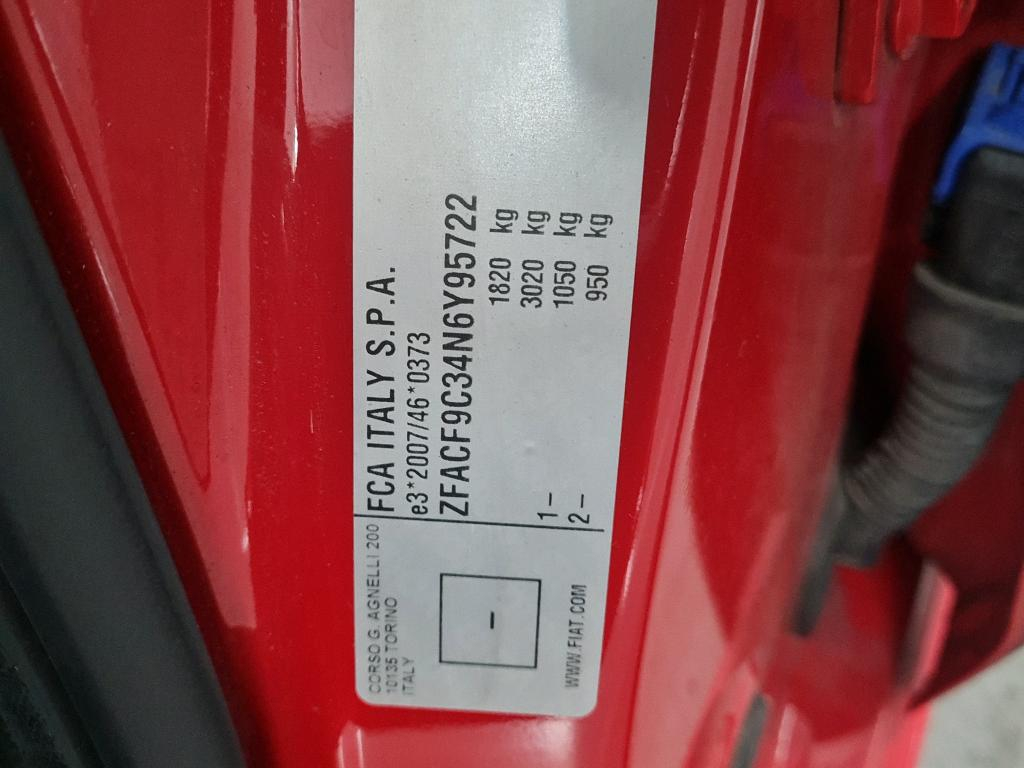 CORSO G. AGNELLI 200
10135 TORINO
ITALY
–
WWW.FIAT.COM
FCA ITALY S.P.A.
e3*2007/46*0373
ZFACF9C34N6Y95722
1820 kg
3020 kg
1– 1050 kg
2– 950 kg